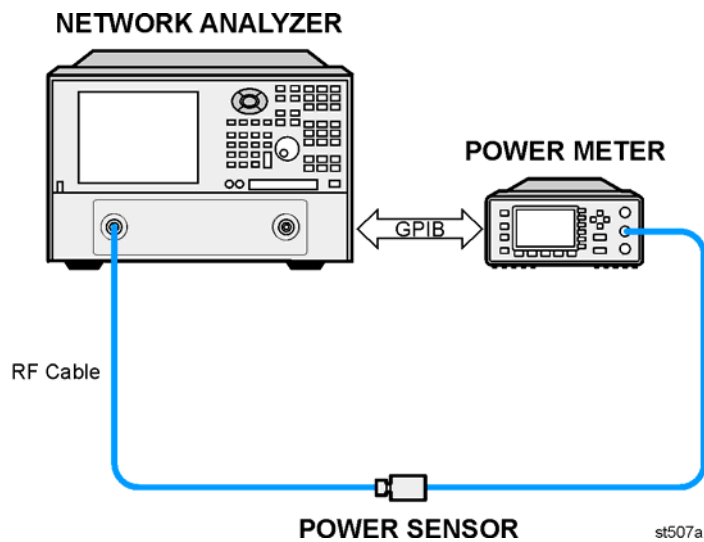 NETWORK ANALYZER
POWER METER
GPIB
RF Cable
POWER SENSOR
st507a